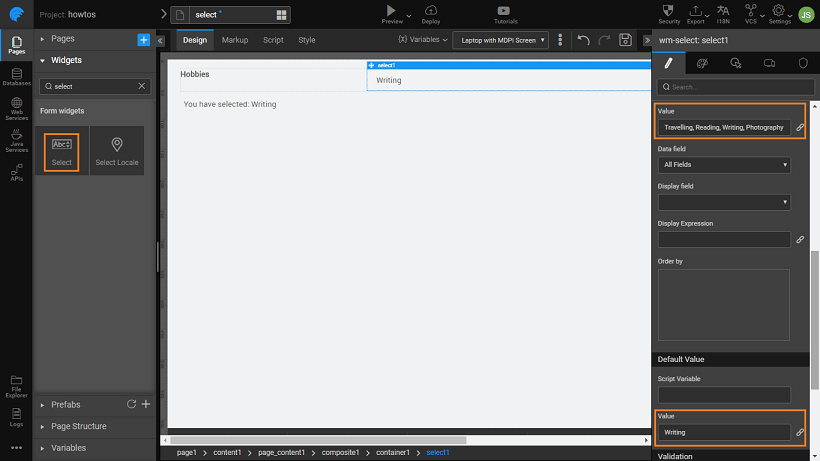 Project: howtos
select *
Preview
Deploy
Tutorials
Security
Export
I18N
VCS
Settings
JS
Pages
Databases
Web
Services
Java
Services
APIs
File
Explorer
Logs
Pages
Widgets
select
Form widgets
Abc
Select
Select Locale
Prefabs
Page Structure
Variables
Design
Markup
Script
Style
(X) Variables
Laptop with MDPI Screen
select1
Hobbies
Writing
You have selected: Writing
page1 > content1 > page_content1 > composite1 > container1 > select1
wm-select: select1
Search...
Value
Travelling, Reading, Writing, Photography
Data field
All Fields
Display field
Display Expression
Order by
Default Value
Script Variable
Value
Writing
Validation